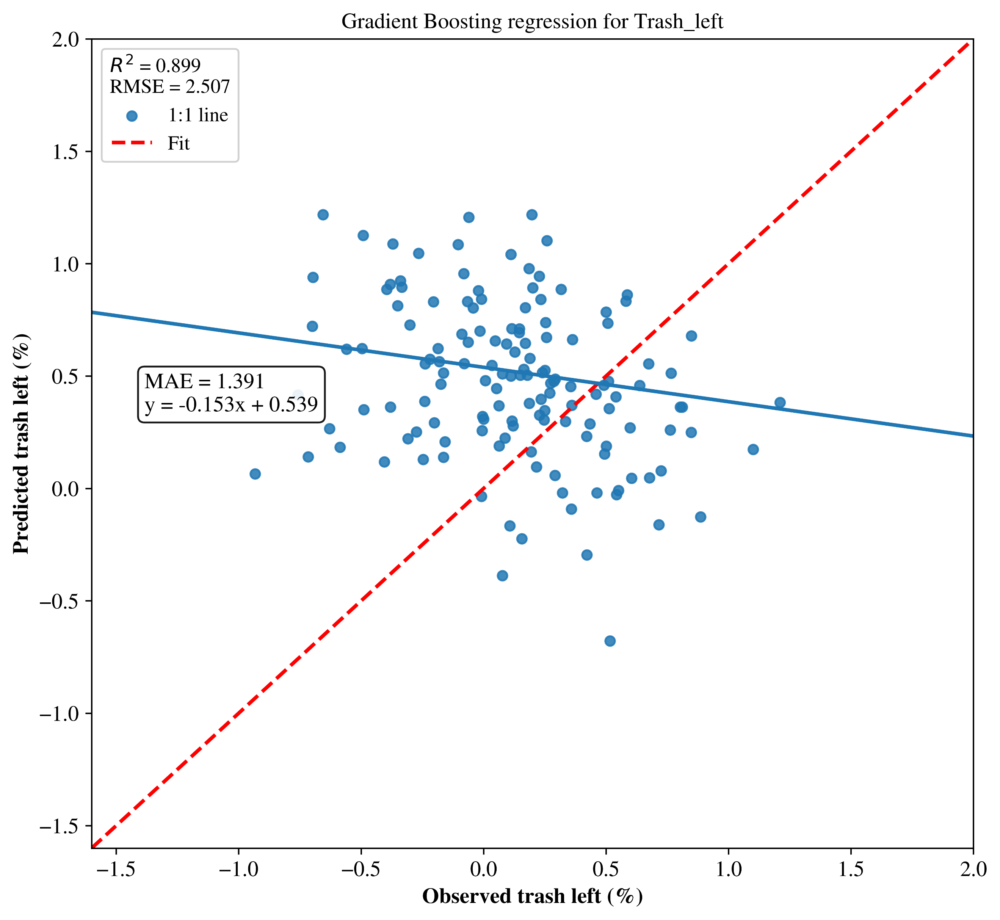 Gradient Boosting regression for Trash_left
2.0
1.5
1.0
0.5
0.0
−0.5
−1.0
−1.5
Predicted trash left (%)
R² = 0.899
RMSE = 2.507
1:1 line
Fit
MAE = 1.391
y = -0.153x + 0.539
−1.5 −1.0 −0.5 0.0 0.5 1.0 1.5 2.0
Observed trash left (%)